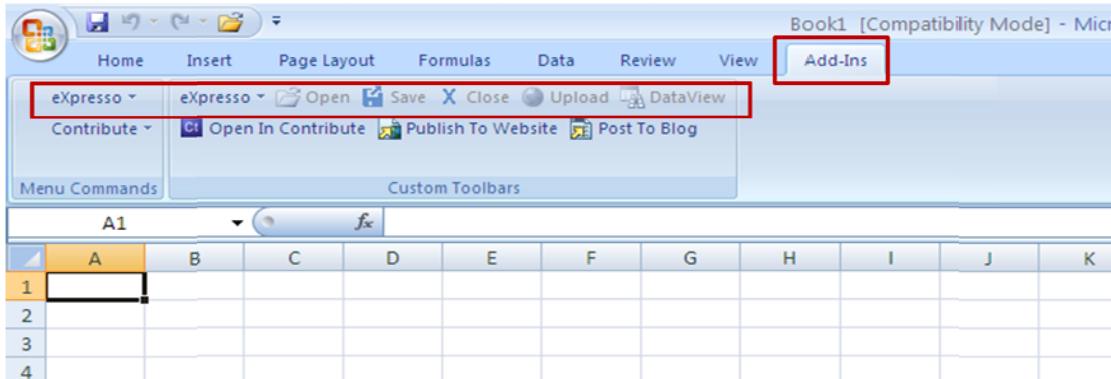 Book1 [Compatibility Mode] - Micr
Home Insert Page Layout Formulas Data Review View Add-Ins
eXpresso eXpresso Open Save X Close Upload DataView
Contribute Ct Open In Contribute Publish To Website Post To Blog
Menu Commands Custom Toolbars
A1 fx
A B C D E F G H I J K
1
2
3
4